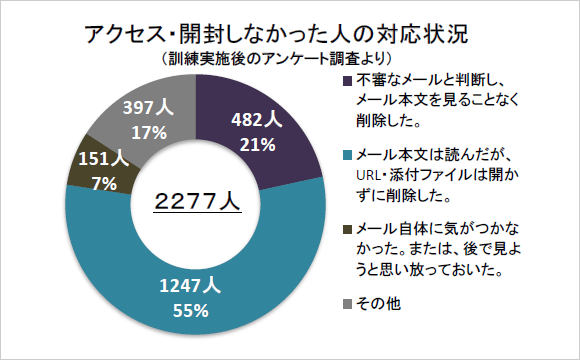 アクセス・開封しなかった人の対応状況
（訓練実施後のアンケート調査より）
397人
17%
482人
21%
151人
7%
２２７７人
1247人
55%
不審なメールと判断し、
メール本文を見ることなく
削除した。
メール本文は読んだが、
URL・添付ファイルは開か
ずに削除した。
メール自体に気がつかな
かった。または、後で見よ
うと思い放っておいた。
その他